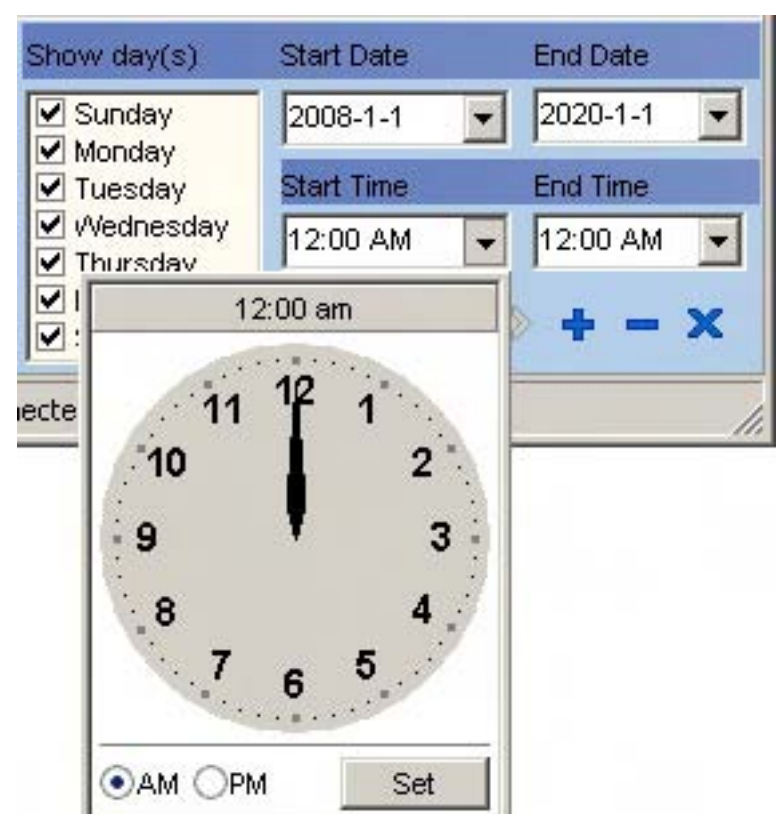 Show day(s) Start Date End Date
Sunday 2008-1-1 2020-1-1
Monday
Tuesday Start Time End Time
Wednesday 12:00 AM 12:00 AM
Thursday
12:00 am
12
11 1
10 2
9 3
8 4
7 5
6
AM PM Set